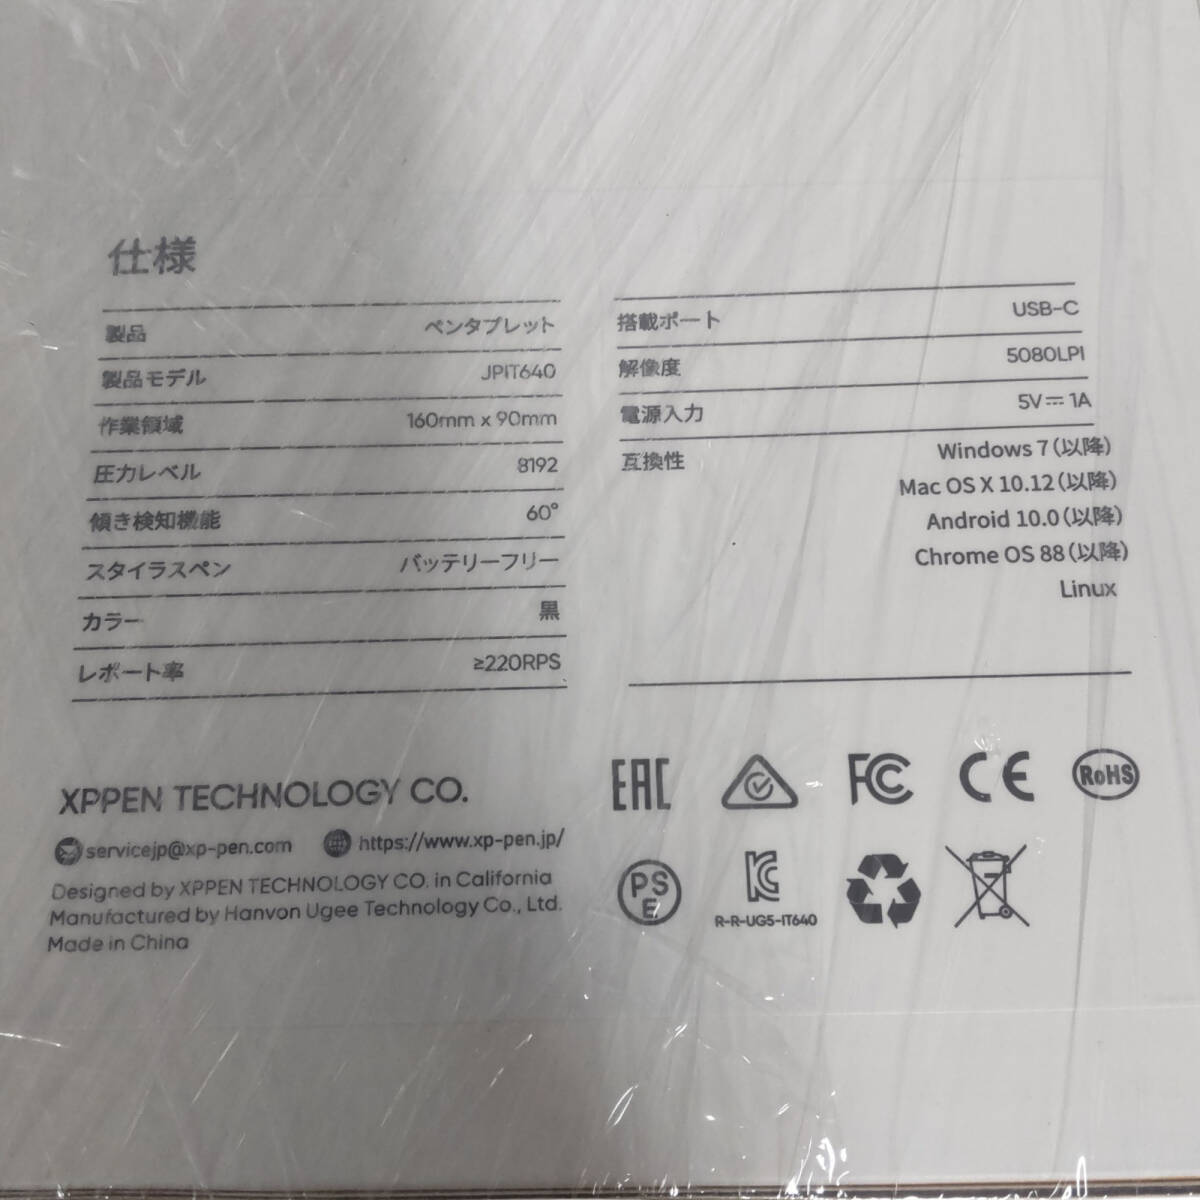 仕様
製品 ペンタブレット
製品モデル JPIT640
作業領域 160mm x 90mm
圧力レベル 8192
傾き検知機能 60°
スタイラスペン バッテリーフリー
カラー 黒
レポート率 ≥220RPS
搭載ポート USB-C
解像度 5080LPI
電源入力 5V⎓1A
互換性 Windows 7(以降)
Mac OS X 10.12(以降)
Android 10.0(以降)
Chrome OS 88(以降)
Linux
XPPEN TECHNOLOGY CO.
servicejp@xp-pen.com https://www.xp-pen.jp/
Designed by XPPEN TECHNOLOGY CO. in California
Manufactured by Hanvon Ugee Technology Co., Ltd.
Made in China
EAC FC CE RoHS
PSE KC
R-R-UG5-IT640